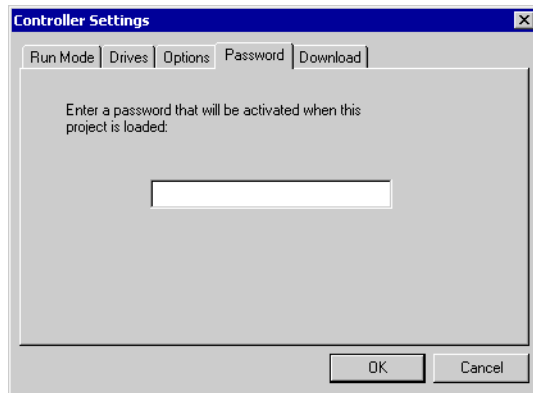 Controller Settings
Run Mode Drives Options Password Download
Enter a password that will be activated when this
project is loaded:
OK Cancel